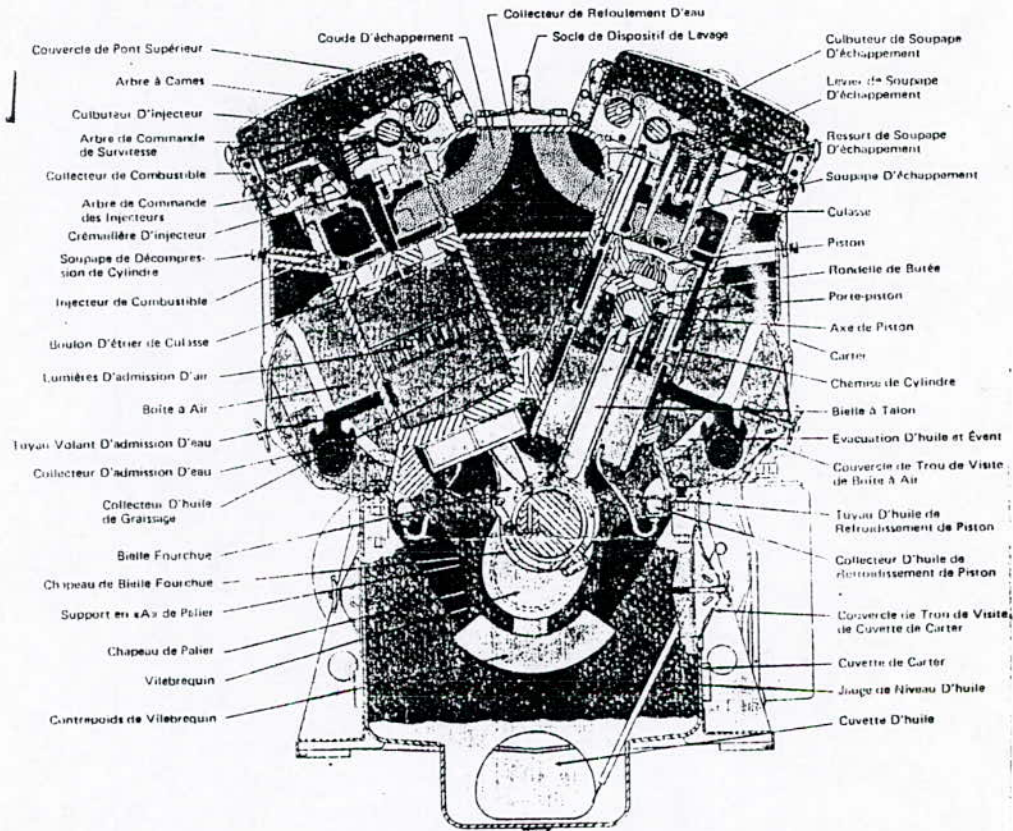 Collecteur de Refoulement D'eau
Coude D'échappement
Socle de Dispositif de Levage
Couvercle de Pont Supérieur
Arbre à Cames
Culbuteur D'injecteur
Arbre de Commande
de Survitesse
Collecteur de Combustible
Arbre de Commande
des Injecteurs
Crémaillère D'injecteur
Soupape de Décompres-
sion de Cylindre
Injecteur de Combustible
Boulon D'étrier de Culasse
Lumières D'admission D'air
Boîte à Air
Tuyau Volant D'admission D'eau
Collecteur D'admission D'eau
Collecteur D'huile
de Graissage
Bielle Fourchue
Chapeau de Bielle Fourchue
Support en «A» de Palier
Chapeau de Palier
Vilebrequin
Contrepoids de Vilebrequin
Culbuteur de Soupape
D'échappement
Levier de Soupape
D'échappement
Ressort de Soupape
D'échappement
Soupape D'échappement
Culasse
Piston
Rondelle de Butée
Porte-piston
Axe de Piston
Carter
Chemise de Cylindre
Bielle à Talon
Evacuation D'huile et Évent
Couvercle de Trou de Visite
de Boîte à Air
Tuyau D'huile de
Refroidissement de Piston
Collecteur D'huile de
Refroidissement de Piston
Couvercle de Trou de Visite
de Cuvette de Carter
Cuvette de Carter
Jauge de Niveau D'huile
Cuvette D'huile